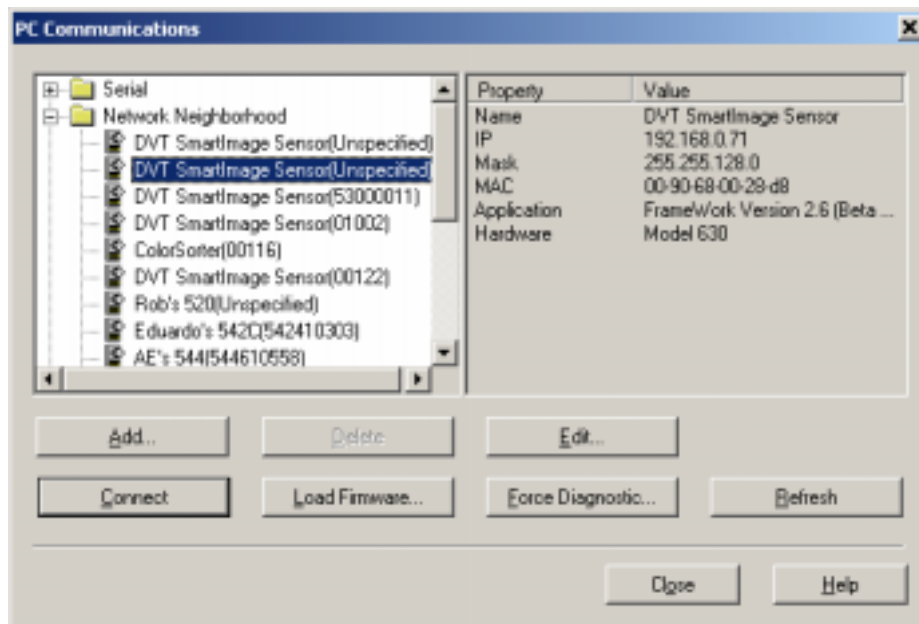 PC Communications
Serial
Network Neighborhood
DVT SmartImage Sensor(Unspecified)
DVT SmartImage Sensor(Unspecified)
DVT SmartImage Sensor(53000011)
DVT SmartImage Sensor(01002)
ColorSorter(00116)
DVT SmartImage Sensor(00122)
Rob's 520(Unspecified)
Eduardo's 542C(542410303)
AE's 544(544610558)
Property Value
Name DVT SmartImage Sensor
IP 192.168.0.71
Mask 255.255.128.0
MAC 00-90-68-00-28-d8
Application FrameWork Version 2.6 (Beta ...
Hardware Model 630
Add... Delete Edit...
Connect Load Firmware... Force Diagnostic... Refresh
Close Help